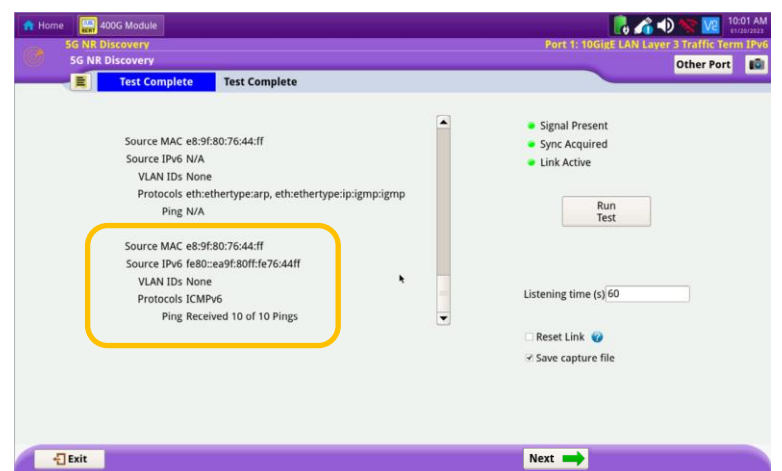 Home
400G Module
V2
10:01 AM
01/20/2023
5G NR Discovery
Port 1: 10GigE LAN Layer 3 Traffic Term IPv6
5G NR Discovery
Other Port
Test Complete
Test Complete
Source MAC e8:9f:80:76:44:ff
Source IPv6 N/A
VLAN IDs None
Protocols eth:ethertype:arp, eth:ethertype:ip:igmp:igmp
Ping N/A
Source MAC e8:9f:80:76:44:ff
Source IPv6 fe80::ea9f:80ff:fe76:44ff
VLAN IDs None
Protocols ICMPv6
Ping Received 10 of 10 Pings
Signal Present
Sync Acquired
Link Active
Run
Test
Listening time (s) 60
Reset Link
Save capture file
Exit
Next